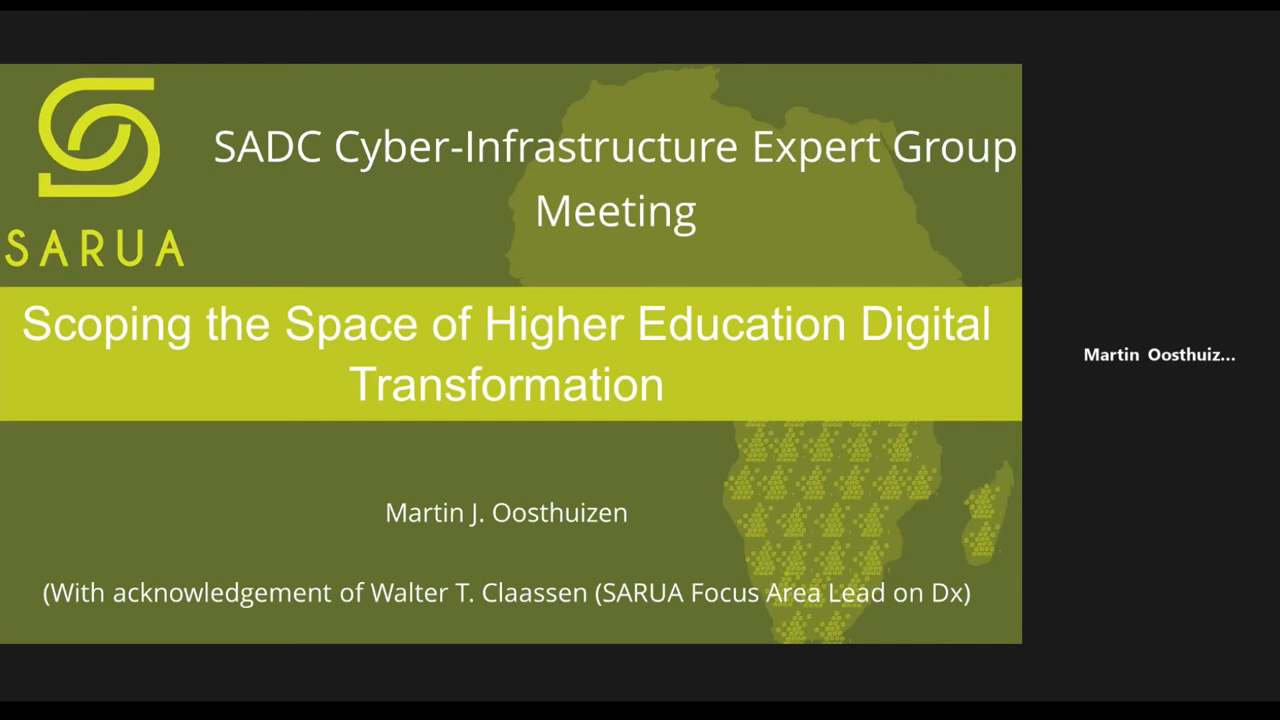 SARUA
SADC Cyber-Infrastructure Expert Group
Meeting
Scoping the Space of Higher Education Digital
Transformation
Martin Oosthuiz...
Martin J. Oosthuizen
(With acknowledgement of Walter T. Claassen (SARUA Focus Area Lead on Dx)